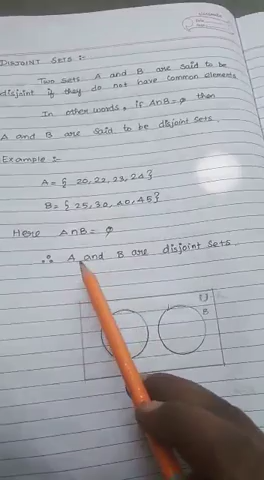 DISJOINT SETS :-
Two sets A and B are said to be
disjoint if they do not have common elements
In other words, if A∩B=φ then
A and B are said to be disjoint sets.
Example :-
A = { 20, 22, 23, 24 }
B = { 25, 30, 40, 45 }
Here A∩B = φ
∴ A and B are disjoint sets
U
B